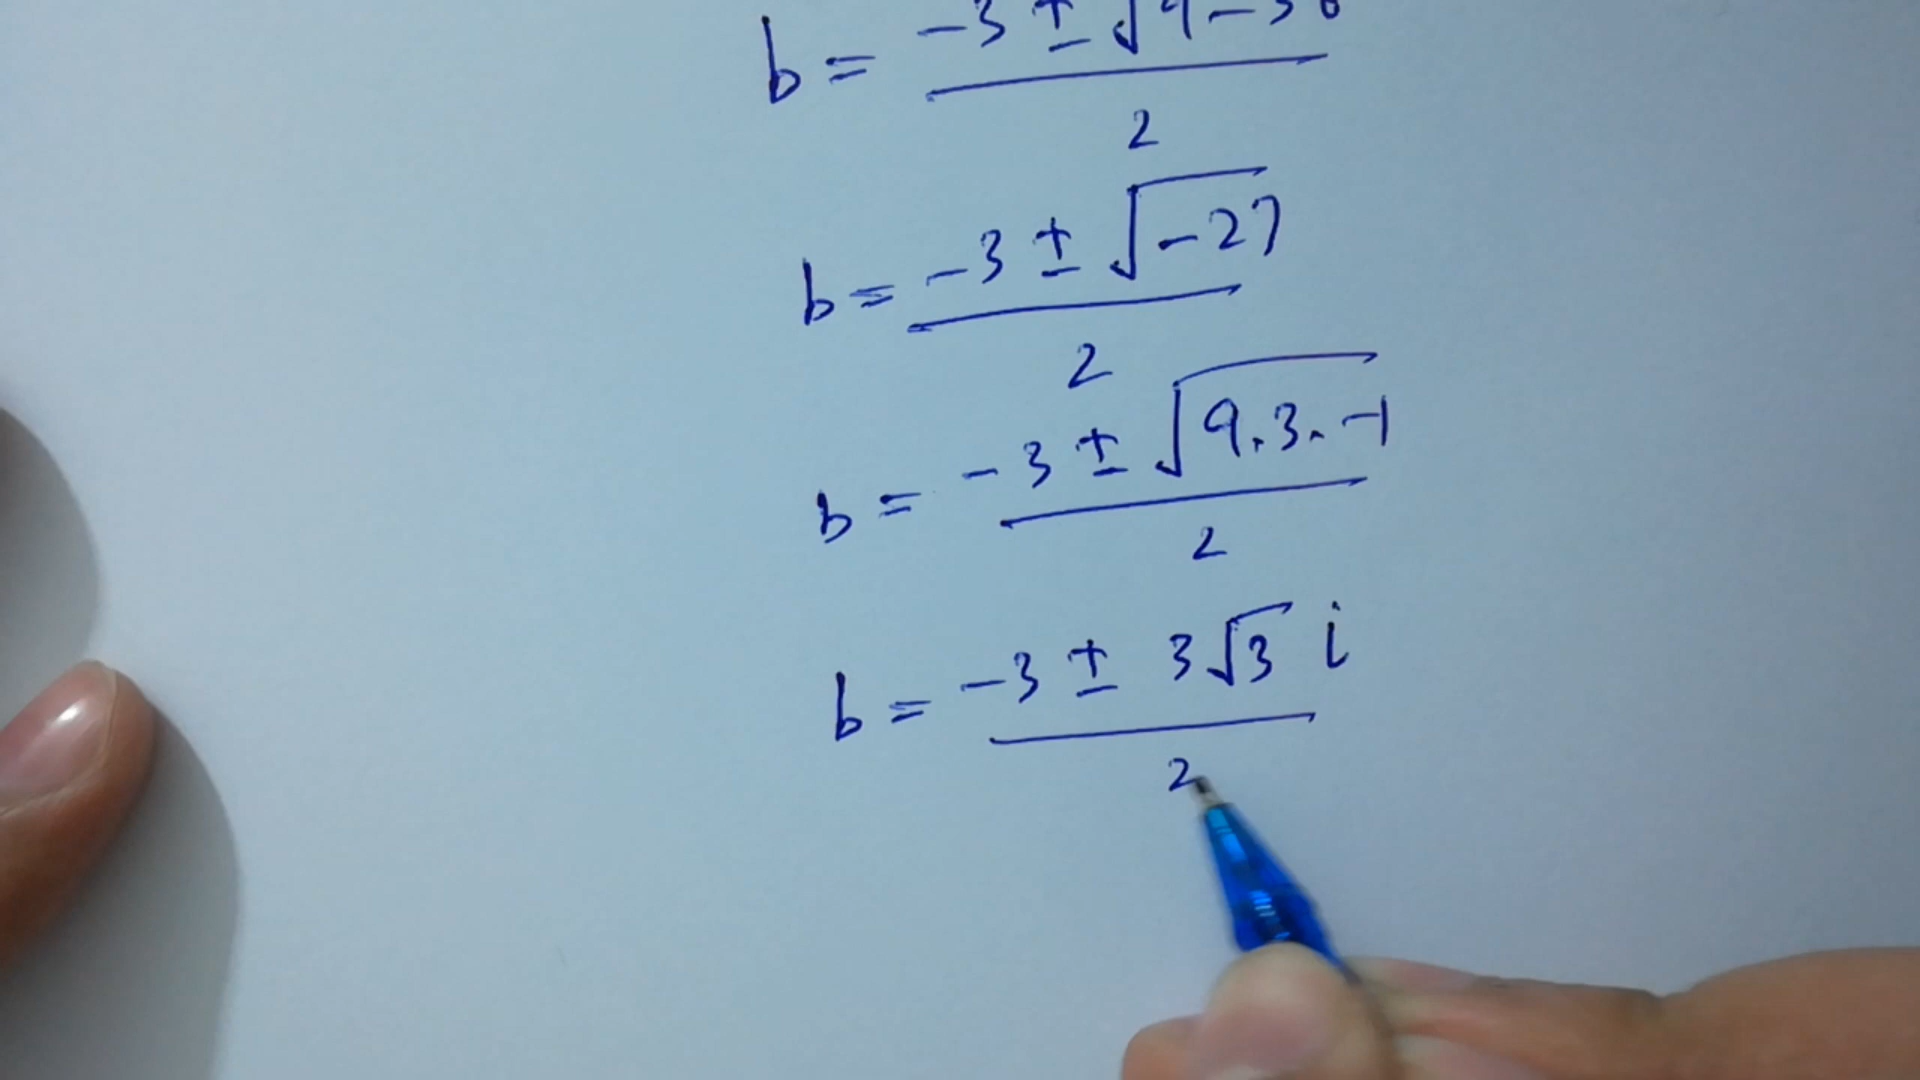 b = (-3 ± √9-36)/2
b = (-3 ± √-27)/2
b = (-3 ± √9.3.-1)/2
b = (-3 ± 3√3 i)/2